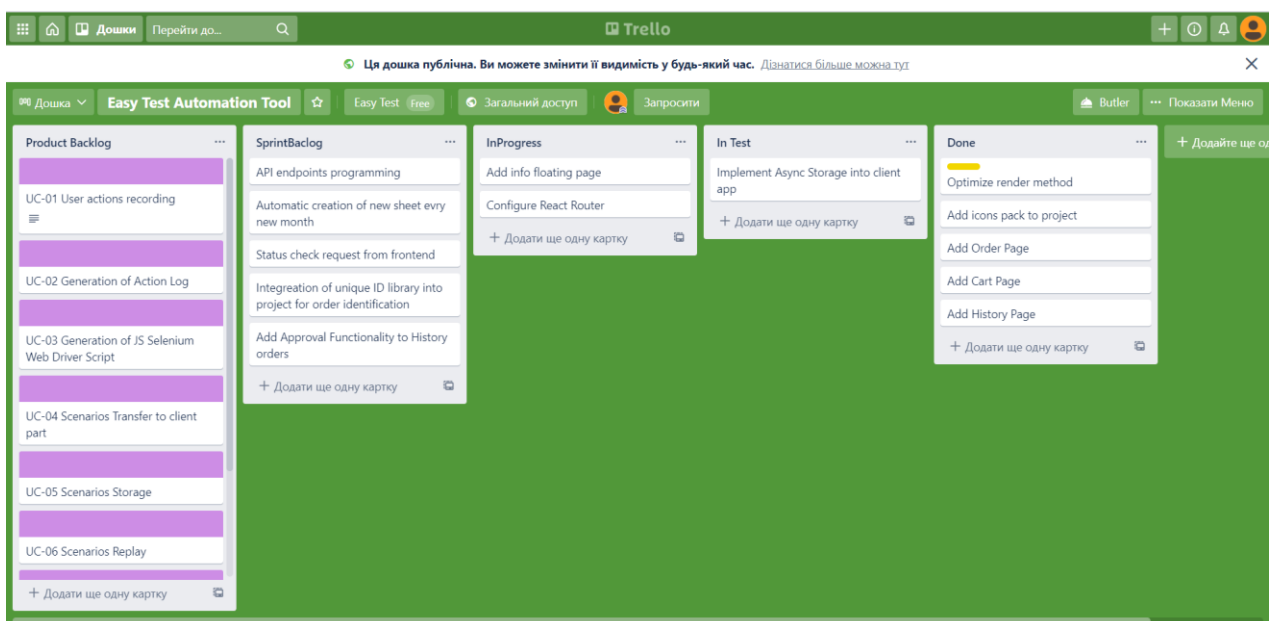 Дошки
Перейти до...
Trello
Ця дошка публічна. Ви можете змінити її видимість у будь-який час. Дізнатися більше можна тут
Дошка
Easy Test Automation Tool
Easy Test Free
Загальний доступ
Запросити
Butler
Показати Меню
Product Backlog
UC-01 User actions recording
UC-02 Generation of Action Log
UC-03 Generation of JS Selenium
Web Driver Script
UC-04 Scenarios Transfer to client
part
UC-05 Scenarios Storage
UC-06 Scenarios Replay
+ Додати ще одну картку
SprintBaclog
API endpoints programming
Automatic creation of new sheet evry
new month
Status check request from frontend
Integreation of unique ID library into
project for order identification
Add Approval Functionality to History
orders
+ Додати ще одну картку
InProgress
Add info floating page
Configure React Router
+ Додати ще одну картку
In Test
Implement Async Storage into client
app
+ Додати ще одну картку
Done
Optimize render method
Add icons pack to project
Add Order Page
Add Cart Page
Add History Page
+ Додати ще одну картку
+ Додайте ще од